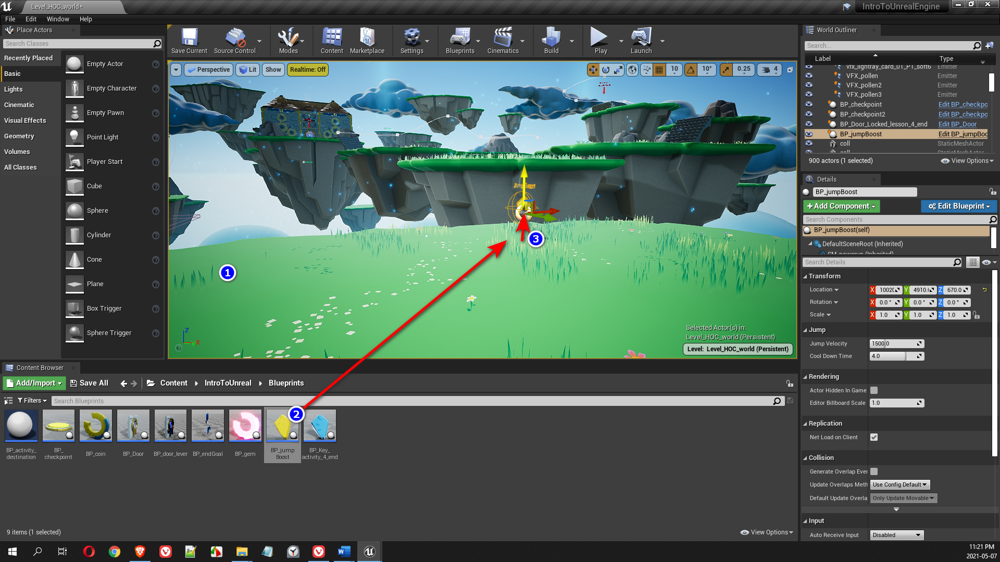 Level_HOC_world*
IntroToUnrealEngine
File Edit Window Help
Place Actors
Search Classes
Recently Placed
Basic
Lights
Cinematic
Visual Effects
Geometry
Volumes
All Classes
Empty Actor
Empty Character
Empty Pawn
Point Light
Player Start
Cube
Sphere
Cylinder
Cone
Plane
Box Trigger
Sphere Trigger
Save Current
Source Control
Modes
Content
Marketplace
Settings
Blueprints
Cinematics
Build
Play
Launch
Perspective
Lit
Show
Realtime: Off
10
10°
0.25
4
1
2
3
Z
Y
X
Selected Actor(s) in:
Level_HOC_world (Persistent)
Level: Level_HOC_world (Persistent)
World Outliner
Search...
Label Type
vfx_lightray_card_01_P1_soft6 Emitter
VFX_pollen Emitter
VFX_pollen2 Emitter
VFX_pollen3 Emitter
BP_checkpoint Edit BP_checkpo
BP_checkpoint2 Edit BP_checkpo
BP_Door_Locked_lesson_4_end Edit BP_Door
BP_jumpBoost Edit BP_jumpBoo
coll StaticMeshActor
900 actors (1 selected)
View Options
Details
BP_jumpBoost
+Add Component
Edit Blueprint
Search Components
BP_jumpBoost(self)
DefaultSceneRoot (Inherited)
SM_powerup (Inherited)
Search Details
Transform
Location X 1002 Y 4910. Z 670.0
Rotation X 0.0 ° Y 0.0 ° Z 0.0 °
Scale X 1.0 Y 1.0 Z 1.0
Jump
Jump Velocity 1500.0
Cool Down Time 4.0
Rendering
Actor Hidden In Game
Editor Billboard Scale 1.0
Replication
Net Load on Client
Collision
Generate Overlap Ever
Update Overlaps Meth Use Config Default
Default Update Overla Only Update Movable
Input
Auto Receive Input Disabled
Content Browser
Add/Import
Save All
Content
IntroToUnreal
Blueprints
Filters
Search Blueprints
BP_activity_
destination
BP_
checkpoint
BP_coin
BP_Door
BP_door_lever
BP_endGoal
BP_gem
BP_jump
Boost
BP_Key_
activity_4_end
9 items (1 selected)
View Options
11:21 PM
2021-05-07